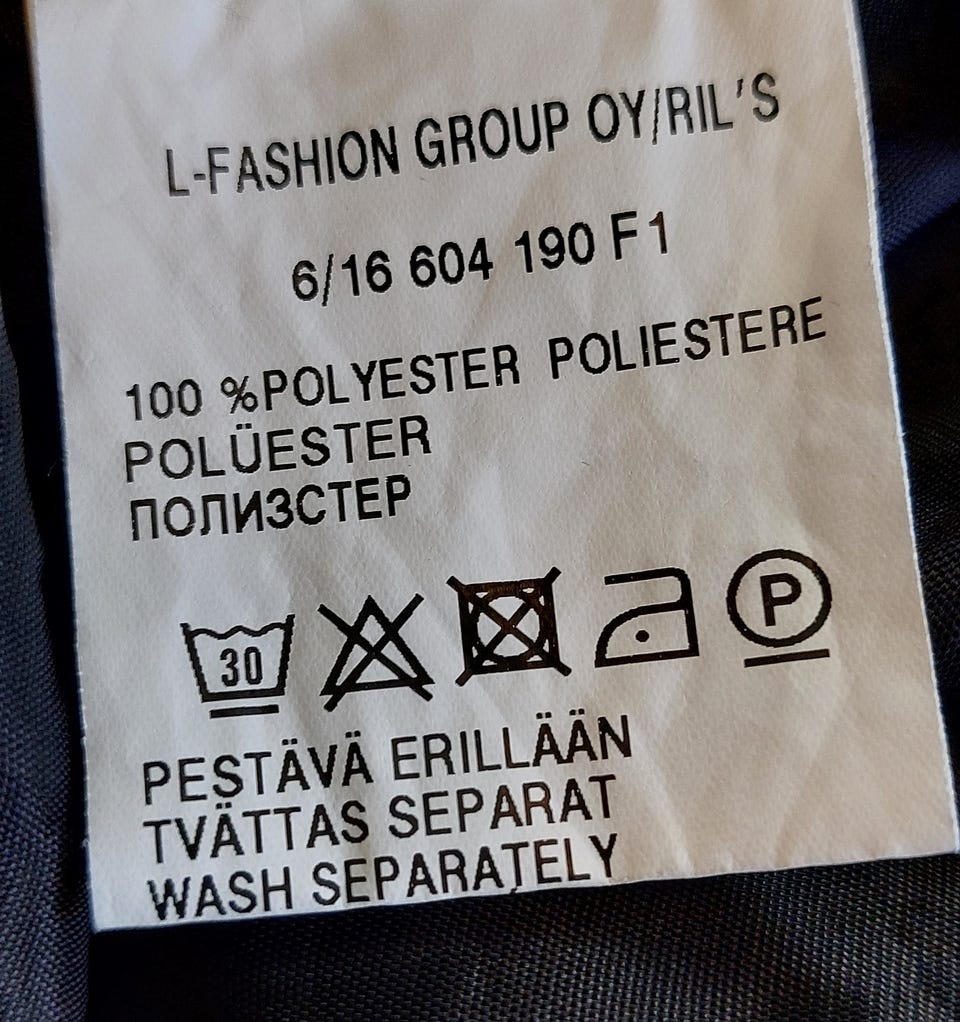 L-FASHION GROUP OY/RIL'S
6/16 604 190 F1
100 %POLYESTER POLIESTERE
POLÜESTER
ПОЛИЗСТЕР
30 P
PESTÄVÄ ERILLÄÄN
TVÄTTAS SEPARAT
WASH SEPARATELY